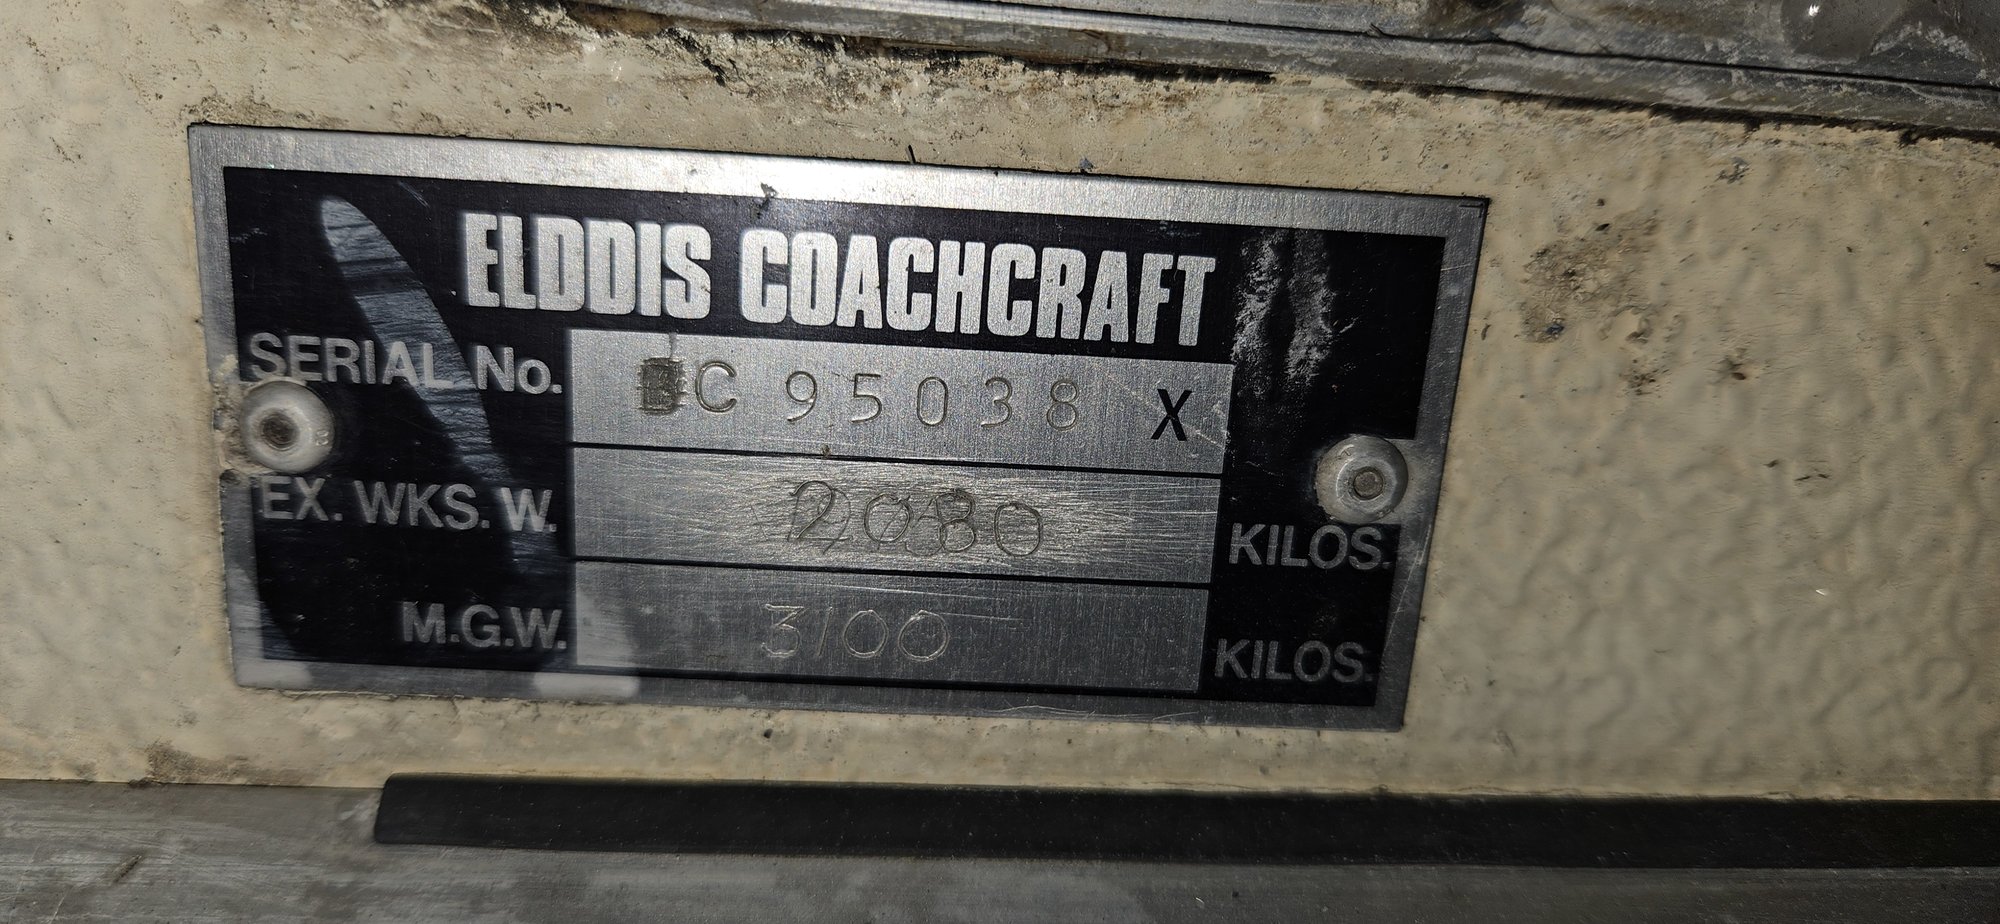 ELDDIS COACHCRAFT
SERIAL No. C 95038 X
EX. WKS. W. 2080 KILOS.
M.G.W. 3100 KILOS.